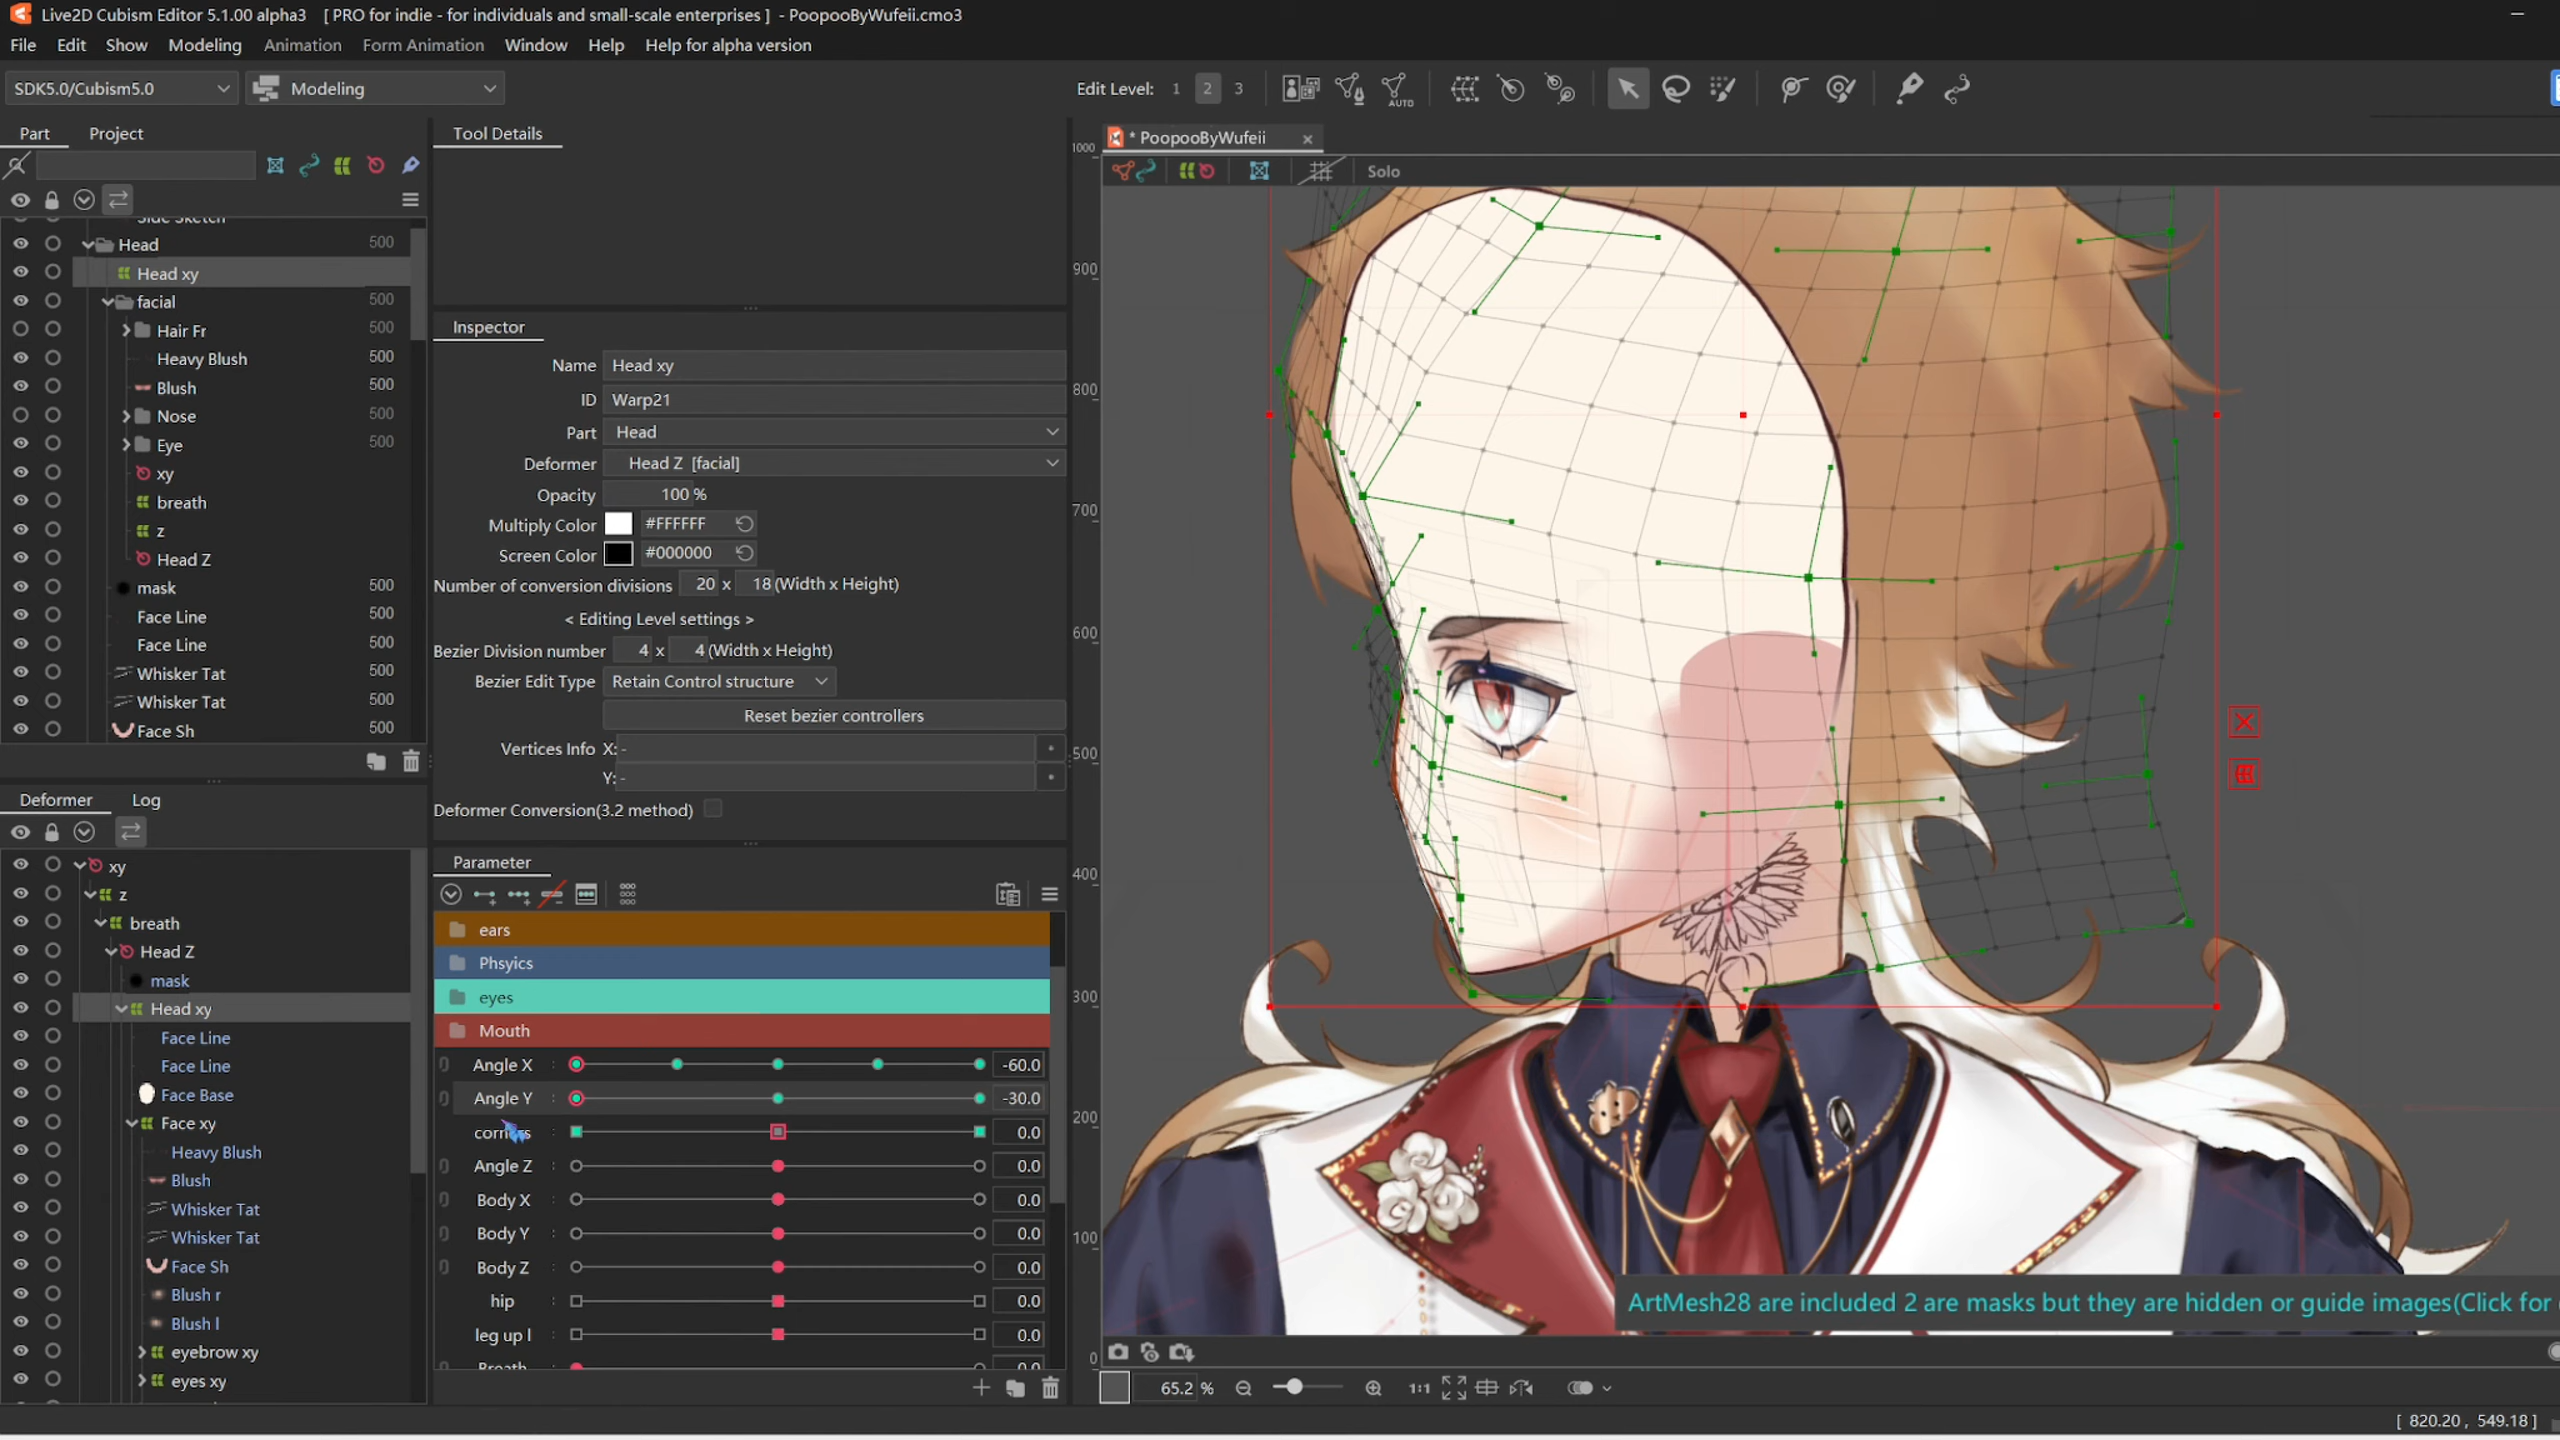 Live2D Cubism Editor 5.1.00 alpha3 [ PRO for indie - for individuals and small-scale enterprises ] - PoopooByWufeii.cmo3
File Edit Show Modeling Animation Form Animation Window Help Help for alpha version
SDK5.0/Cubism5.0 Modeling Edit Level: 1 2 3 AUTO
Part Project
Side Sketch
Head 500
Head xy
facial 500
Hair Fr 500
Heavy Blush 500
Blush 500
Nose 500
Eye 500
xy
breath
z
Head Z
mask 500
Face Line 500
Face Line 500
Whisker Tat 500
Whisker Tat 500
Face Sh 500
Deformer Log
xy
z
breath
Head Z
mask
Head xy
Face Line
Face Line
Face Base
Face xy
Heavy Blush
Blush
Whisker Tat
Whisker Tat
Face Sh
Blush r
Blush l
eyebrow xy
eyes xy
Tool Details
Inspector
Name Head xy
ID Warp21
Part Head
Deformer Head Z [facial]
Opacity 100 %
Multiply Color #FFFFFF
Screen Color #000000
Number of conversion divisions 20 x 18 (Width x Height)
< Editing Level settings >
Bezier Division number 4 x 4 (Width x Height)
Bezier Edit Type Retain Control structure
Reset bezier controllers
Vertices Info X: -
Y: -
Deformer Conversion(3.2 method)
Parameter
ears
Phsyics
eyes
Mouth
Angle X : -60.0
Angle Y : -30.0
corners : 0.0
Angle Z : 0.0
Body X : 0.0
Body Y : 0.0
Body Z : 0.0
hip : 0.0
leg up l : 0.0
Breath 0.0
* PoopooByWufeii
Solo
1000
900
800
700
600
500
400
300
200
100
0
ArtMesh28 are included 2 are masks but they are hidden or guide images(Click for
65.2 % 1:1
[ 820.20 , 549.18 ]